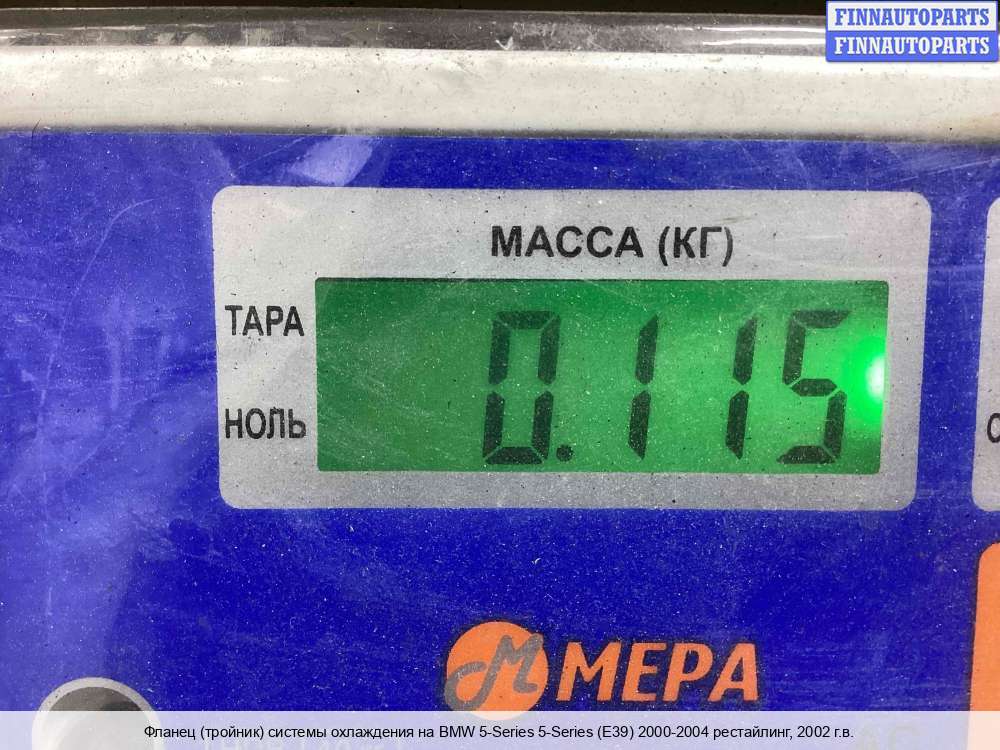 FINNAUTOPARTS
FINNAUTOPARTS
МАССА (КГ)
ТАРА
0.115
НОЛЬ
МЕРА
Фланец (тройник) системы охлаждения на BMW 5-Series 5-Series (E39) 2000-2004 рестайлинг, 2002 г.в.